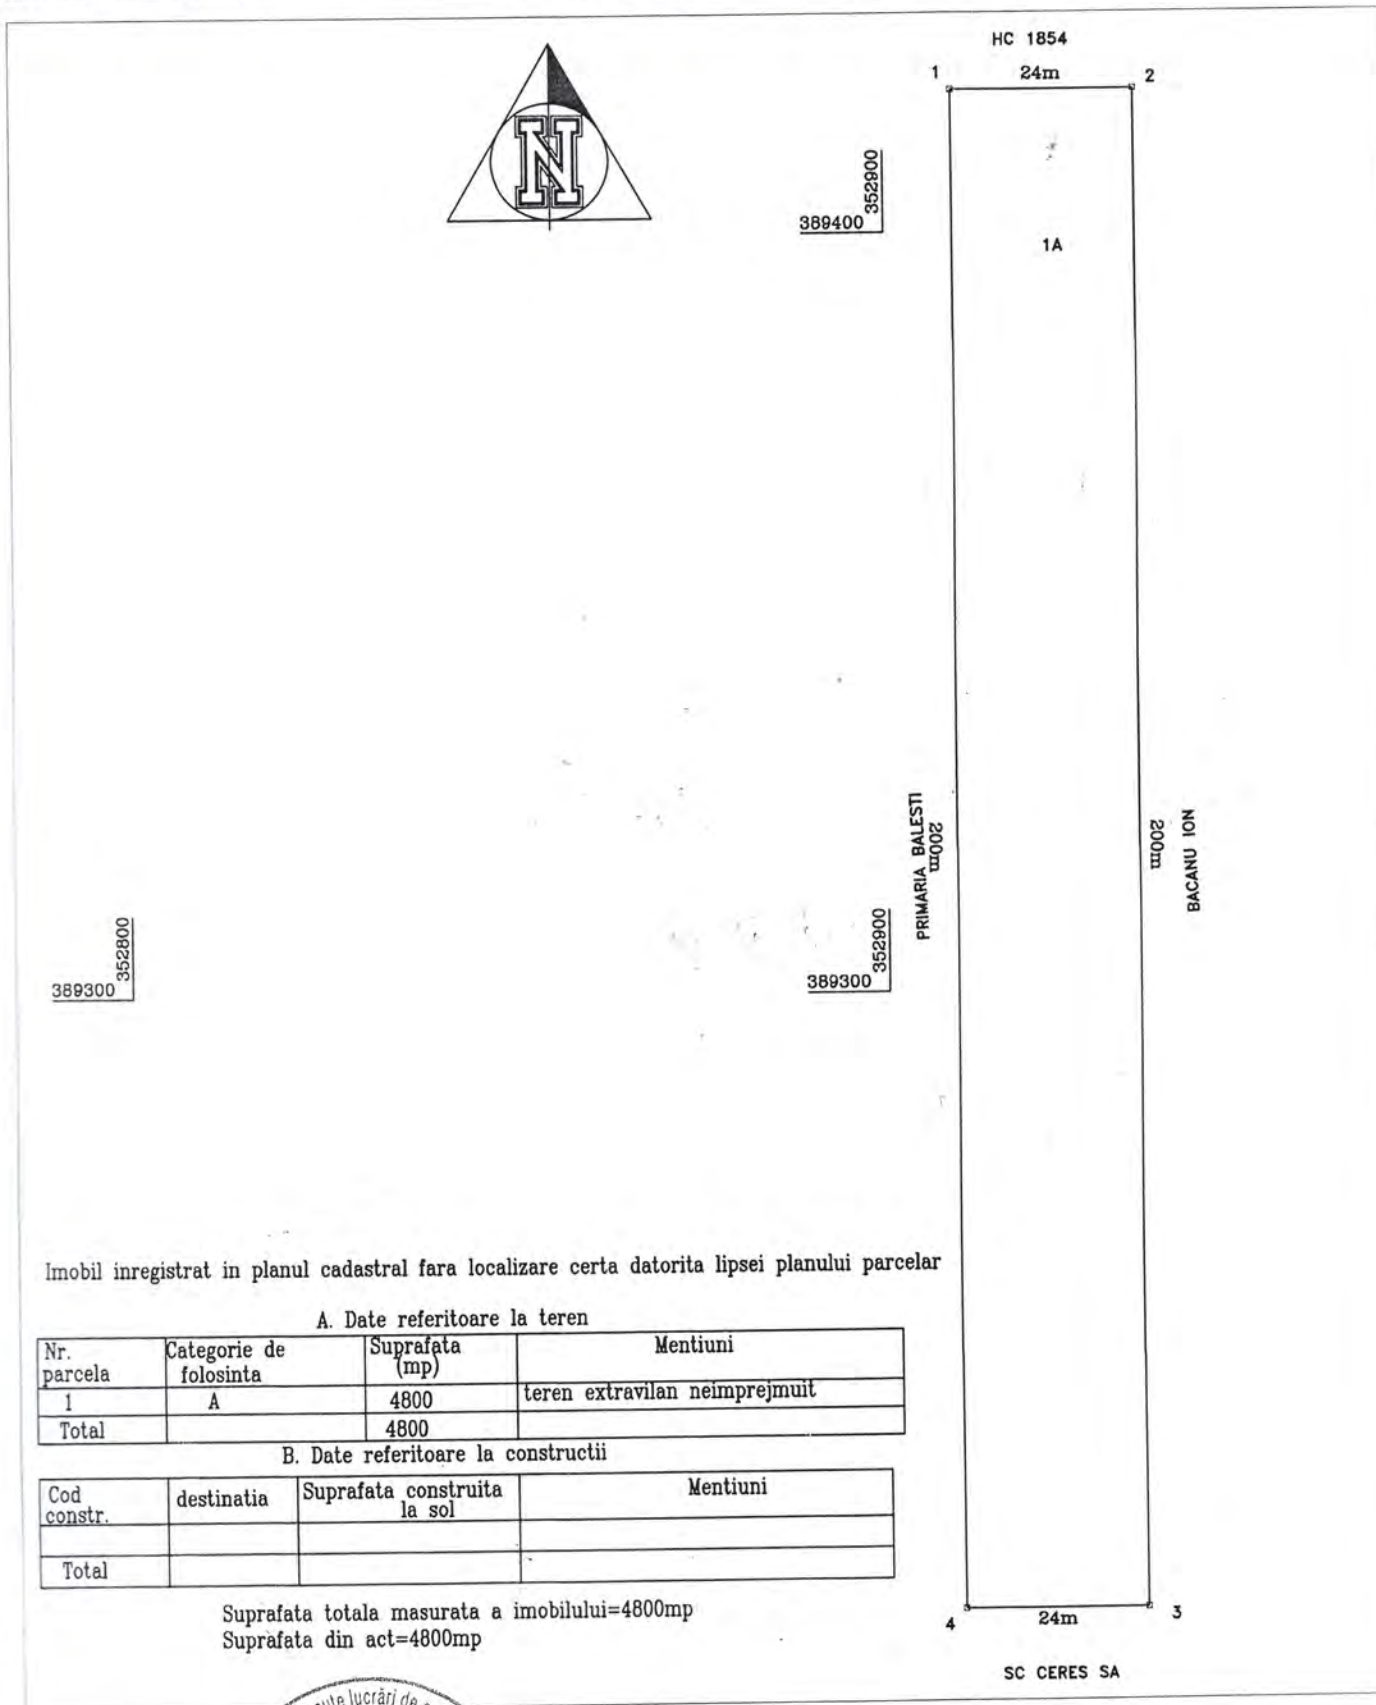 HC 1854
1 24m 2
N
389400 352900
1A
PRIMARIA BALESTI
200m
200m
BACANU ION
389300 352800
389300 352900
Imobil inregistrat in planul cadastral fara localizare certa datorita lipsei planului parcelar
A. Date referitoare la teren
Nr. parcela Categorie de folosinta Suprafata (mp) Mentiuni
1 A 4800 teren extravilan neimprejmuit
Total 4800
B. Date referitoare la constructii
Cod constr. destinatia Suprafata construita la sol Mentiuni
Total
Suprafata totala masurata a imobilului=4800mp
Suprafata din act=4800mp
4 24m 3
SC CERES SA
lucrări de